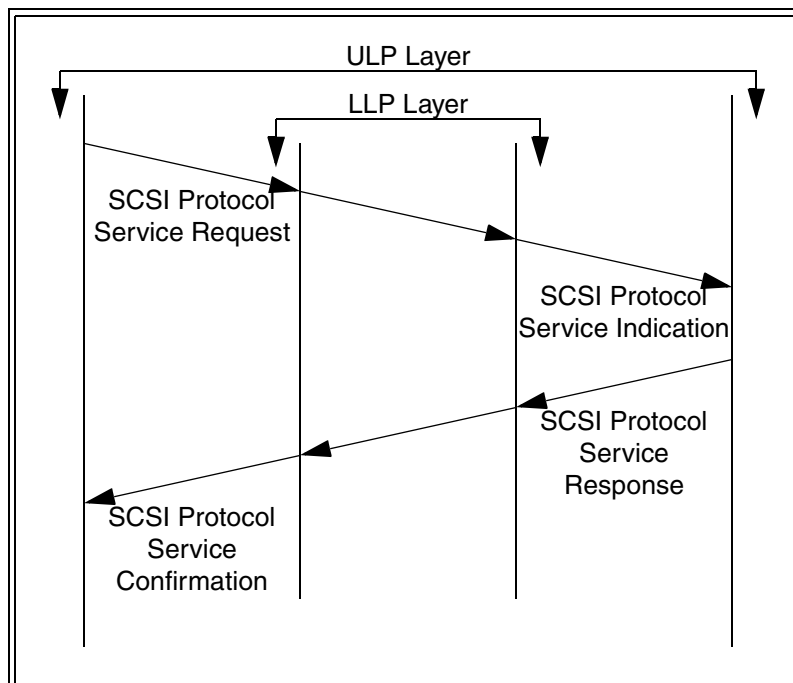 ULP Layer
LLP Layer
SCSI Protocol
Service Request
SCSI Protocol
Service Indication
SCSI Protocol
Service
Response
SCSI Protocol
Service
Confirmation